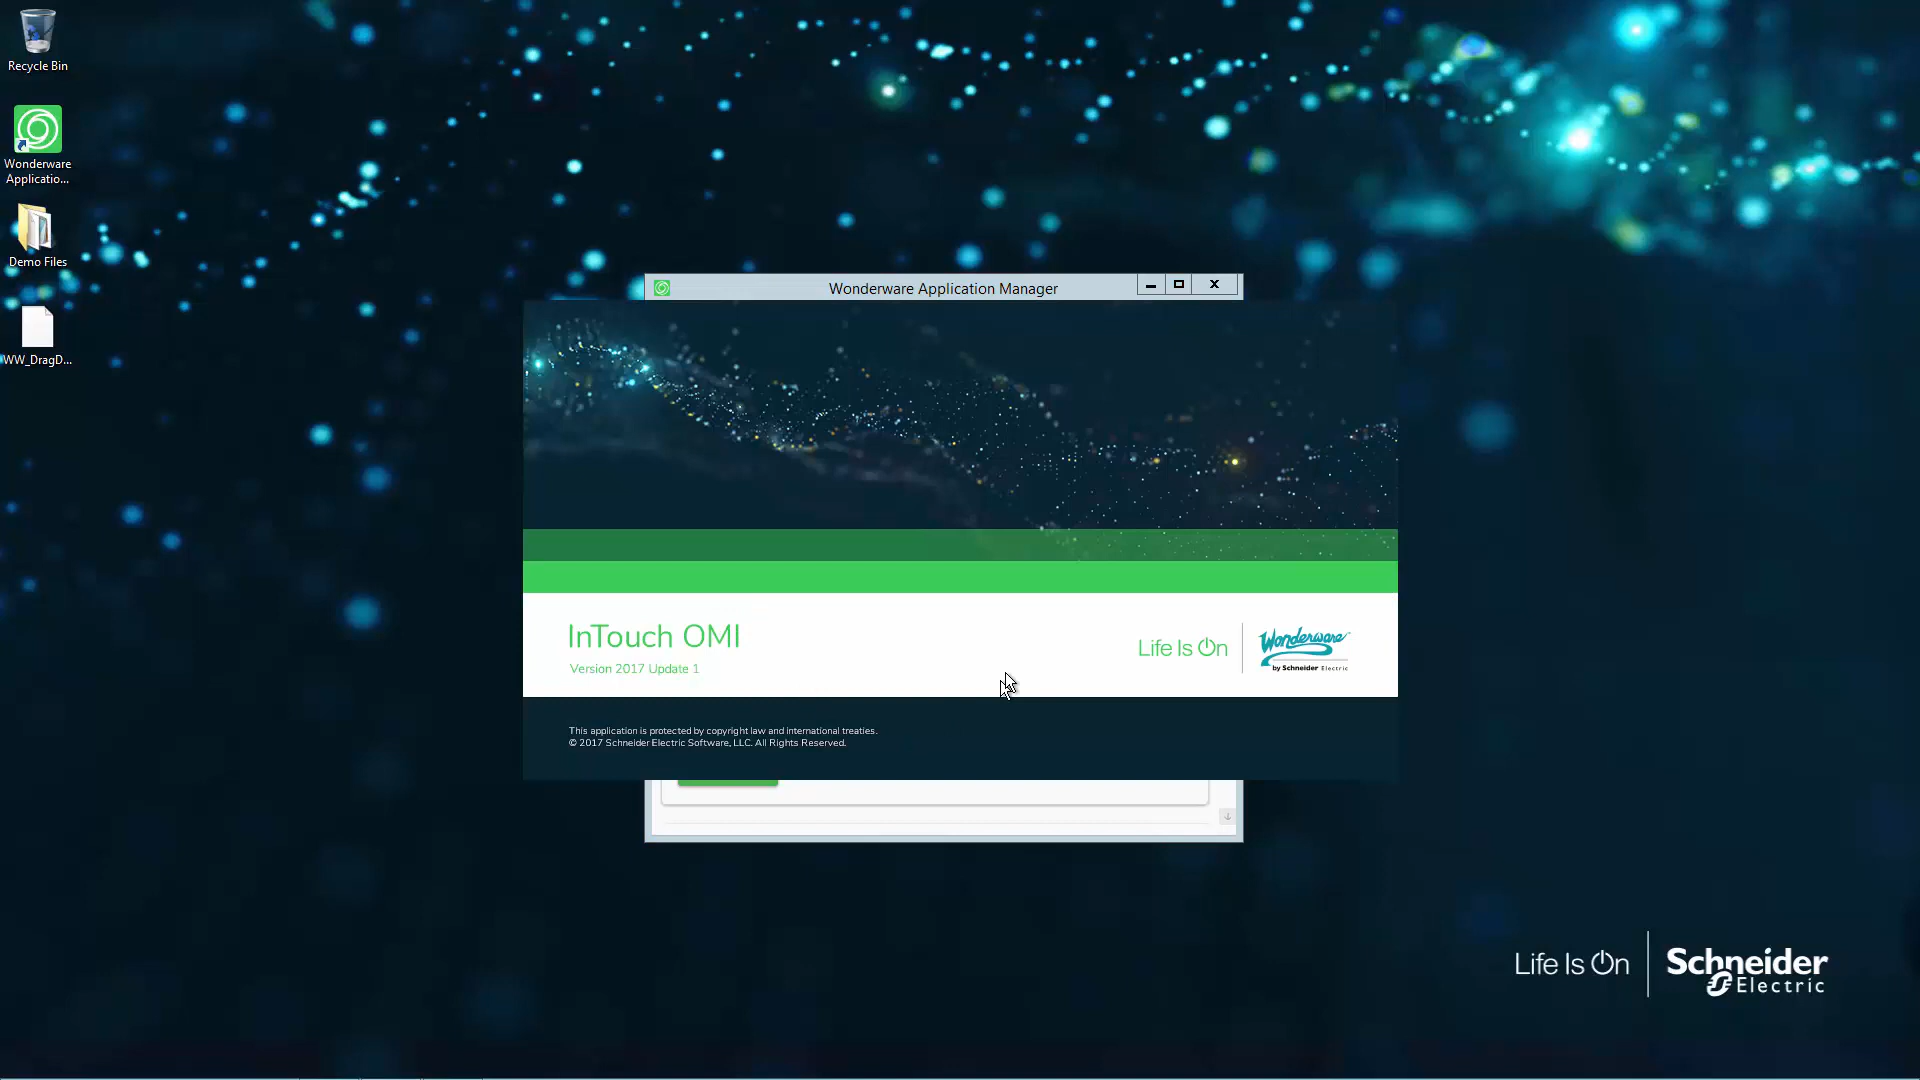 Recycle Bin
Wonderware
Applicatio...
Demo Files
WW_DragD...
Wonderware Application Manager
InTouch OMI
Version 2017 Update 1
Life Is On
Wonderware
by Schneider Electric
This application is protected by copyright law and international treaties.
© 2017 Schneider Electric Software, LLC. All Rights Reserved.
Life Is On
Schneider
Electric